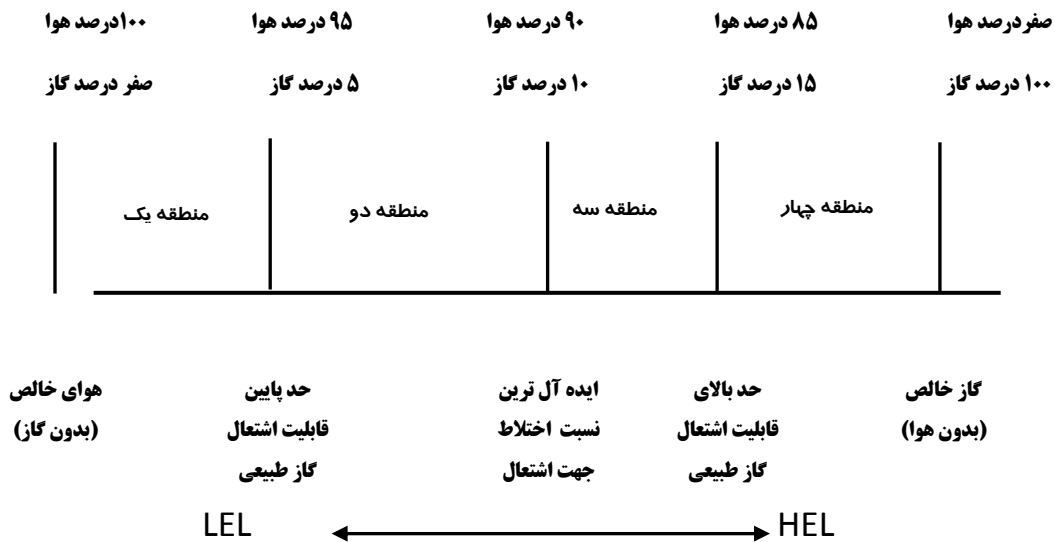 صفردرصد هوا ۸۵ درصد هوا ۹۰ درصد هوا ۹۵ درصد هوا ۱۰۰درصد هوا
۱۰۰ درصد گاز ۱۵ درصد گاز ۱۰ درصد گاز ۵ درصد گاز صفر درصد گاز
منطقه چهار منطقه سه منطقه دو منطقه یک
گاز خالص حد بالای ایده آل ترین حد پایین هوای خالص
(بدون هوا) قابلیت اشتعال نسبت اختلاط قابلیت اشتعال (بدون گاز)
گاز طبیعی جهت اشتعال گاز طبیعی
LEL HEL